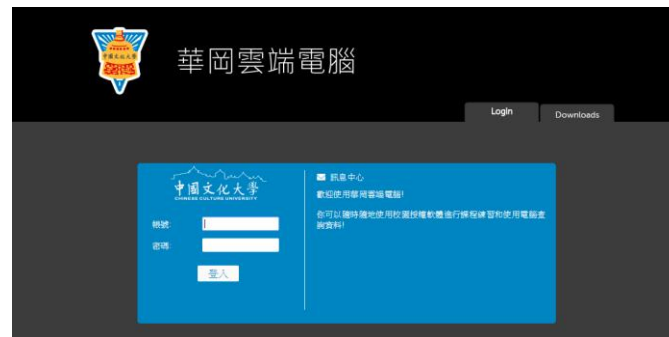 華岡雲端電腦
Login
Downloads
中國文化大學
CHINESE CULTURE UNIVERSITY
帳號:
密碼:
登入
訊息中心
歡迎使用華岡雲端電腦!
你可以隨時隨地使用校園授權軟體進行課程練習和使用電腦查
詢資料!